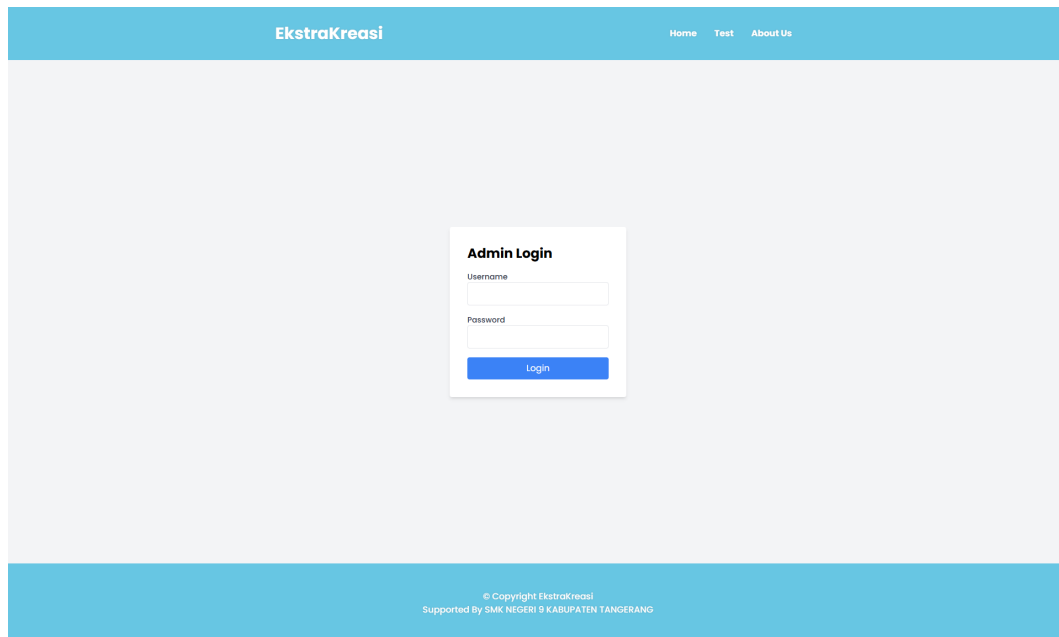 EkstraKreasi
Home Test About Us
Admin Login
Username
Password
Login
© Copyright EkstraKreasi
Supported By SMK NEGERI 9 KABUPATEN TANGERANG